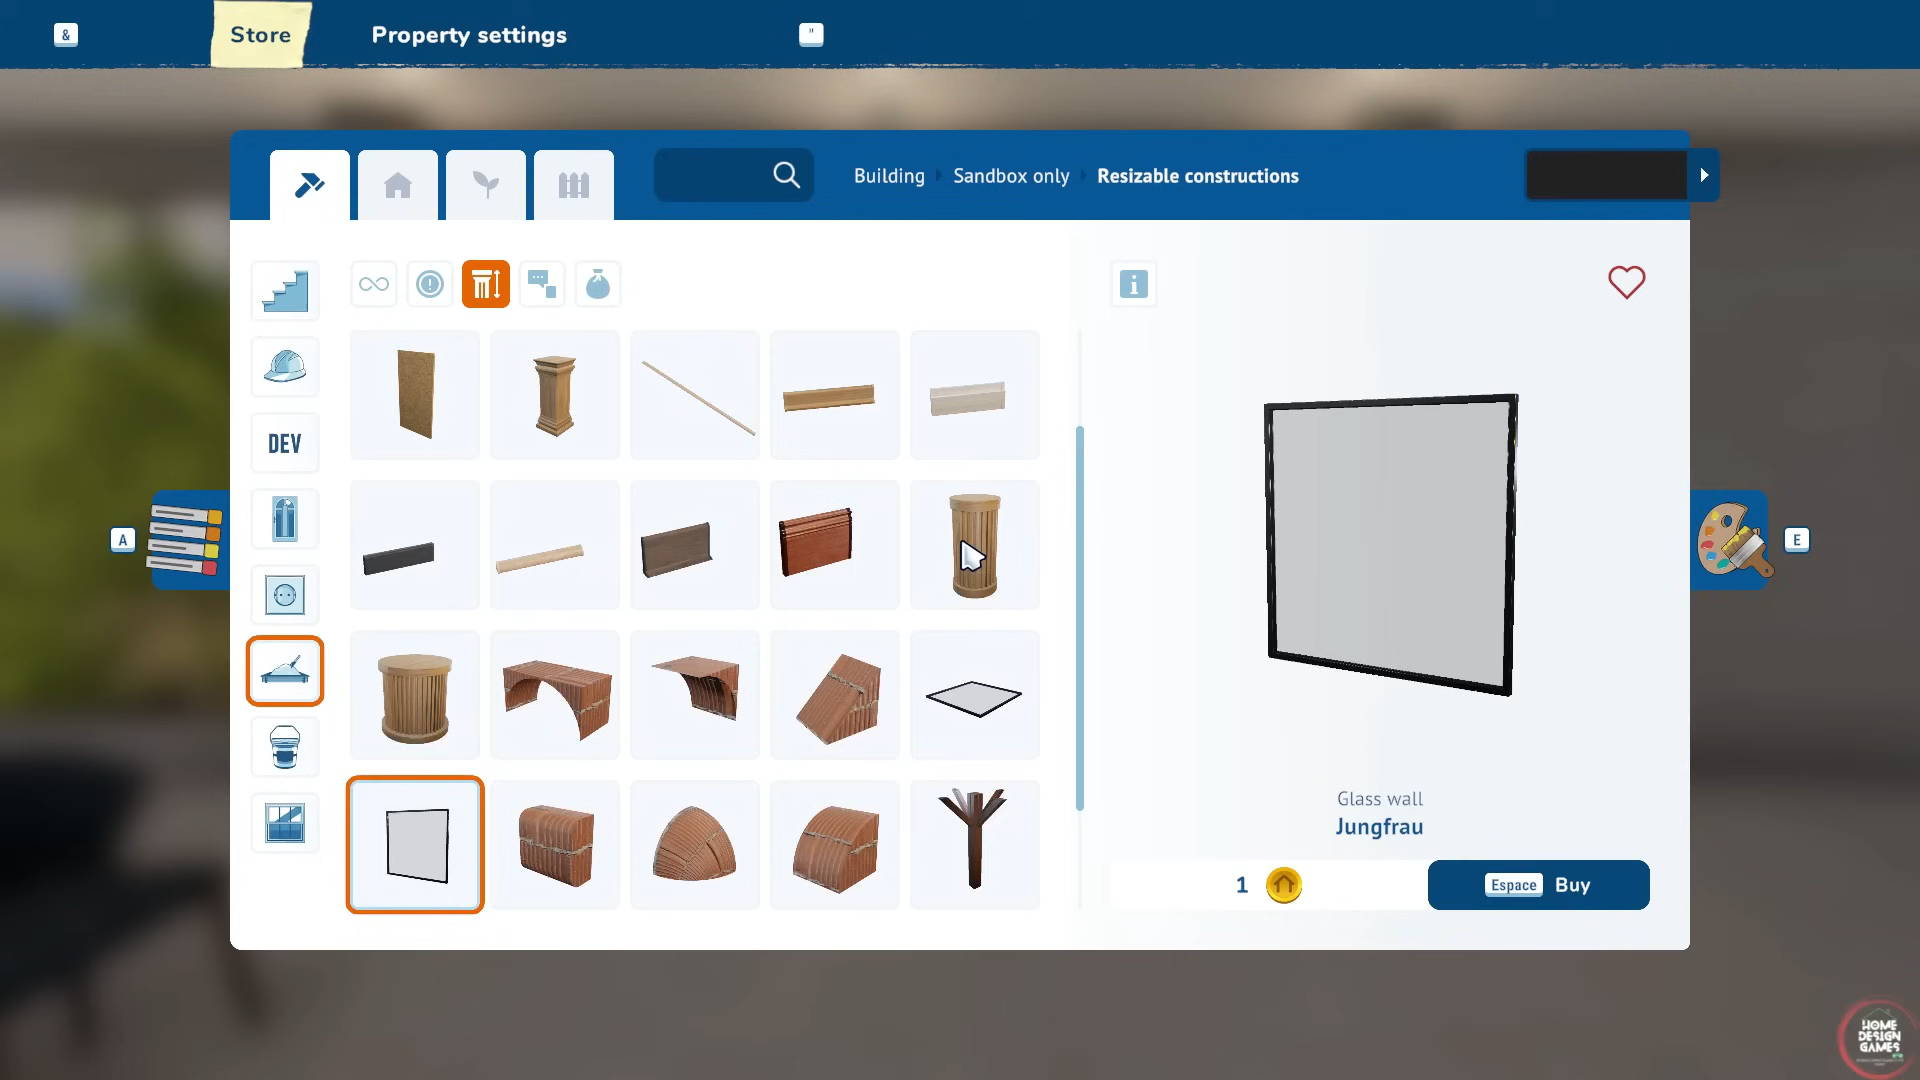 &
Store
Property settings
"
Building
Sandbox only
Resizable constructions
DEV
A
E
Glass wall
Jungfrau
1
Espace
Buy
HOME
DESIGN
GAMES